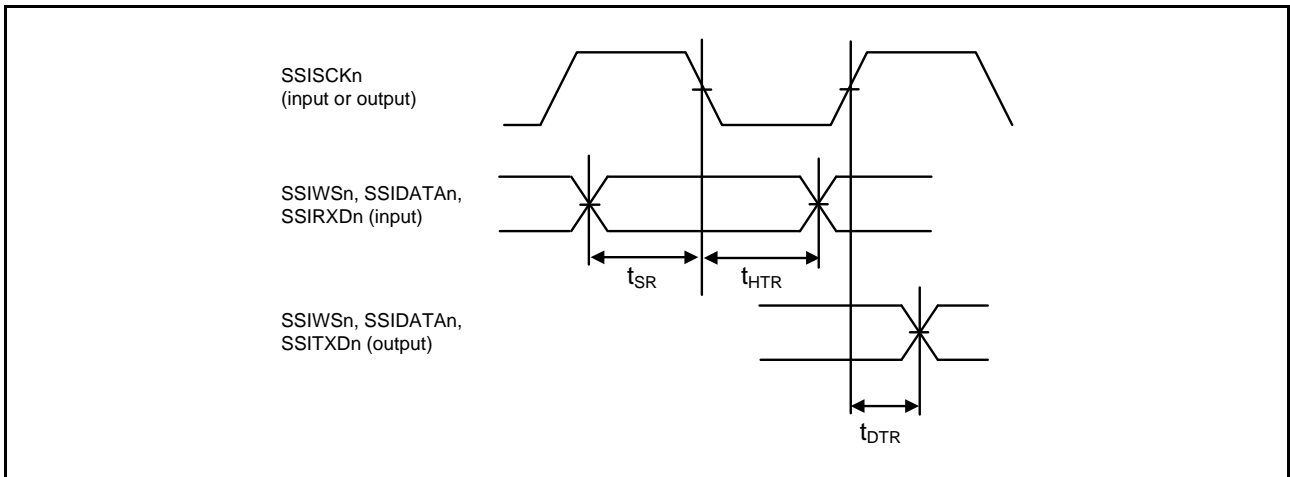 SSISCKn
(input or output)
SSIWSn, SSIDATAn,
SSIRXDn (input)
tSR
tHTR
SSIWSn, SSIDATAn,
SSITXDn (output)
tDTR